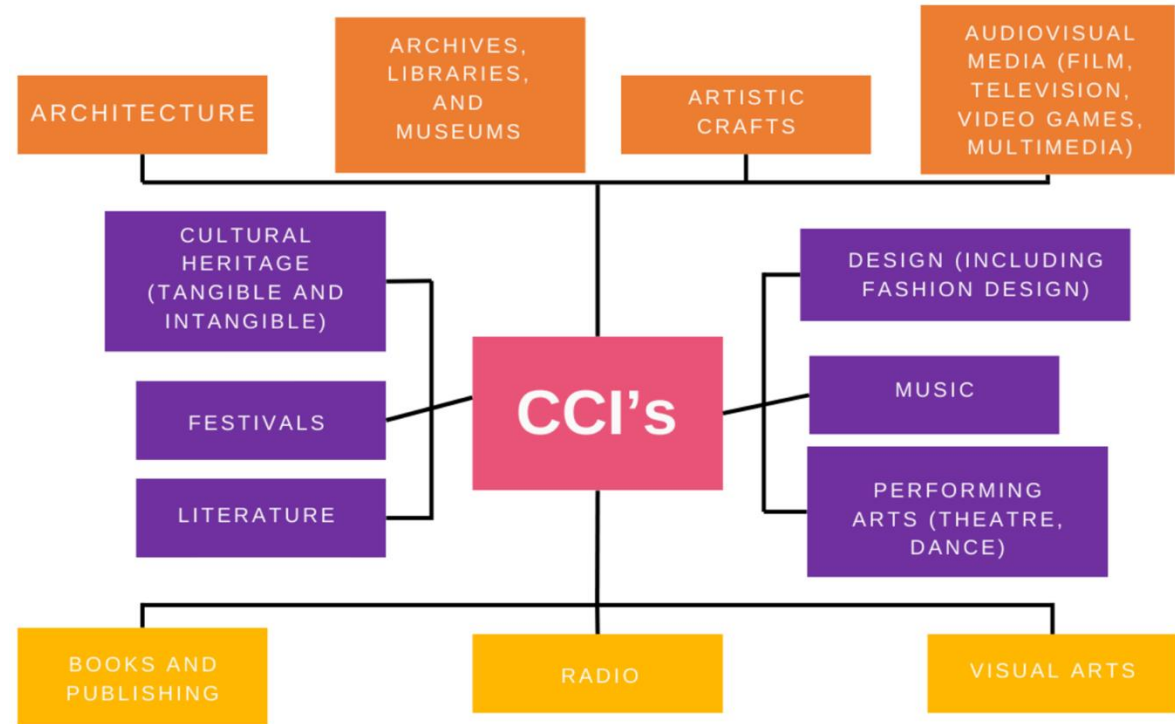 ARCHITECTURE
ARCHIVES,
LIBRARIES,
AND
MUSEUMS
ARTISTIC
CRAFTS
AUDIOVISUAL
MEDIA (FILM,
TELEVISION,
VIDEO GAMES,
MULTIMEDIA)
CULTURAL
HERITAGE
(TANGIBLE AND
INTANGIBLE)
FESTIVALS
LITERATURE
CCI's
DESIGN (INCLUDING
FASHION DESIGN)
MUSIC
PERFORMING
ARTS (THEATRE,
DANCE)
BOOKS AND
PUBLISHING
RADIO
VISUAL ARTS